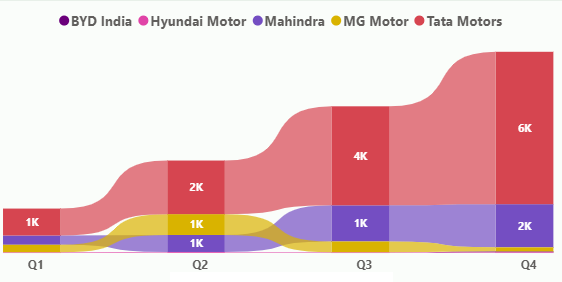 BYD India Hyundai Motor Mahindra MG Motor Tata Motors
6K
4K
2K
1K
1K
1K
2K
1K
Q1 Q2 Q3 Q4